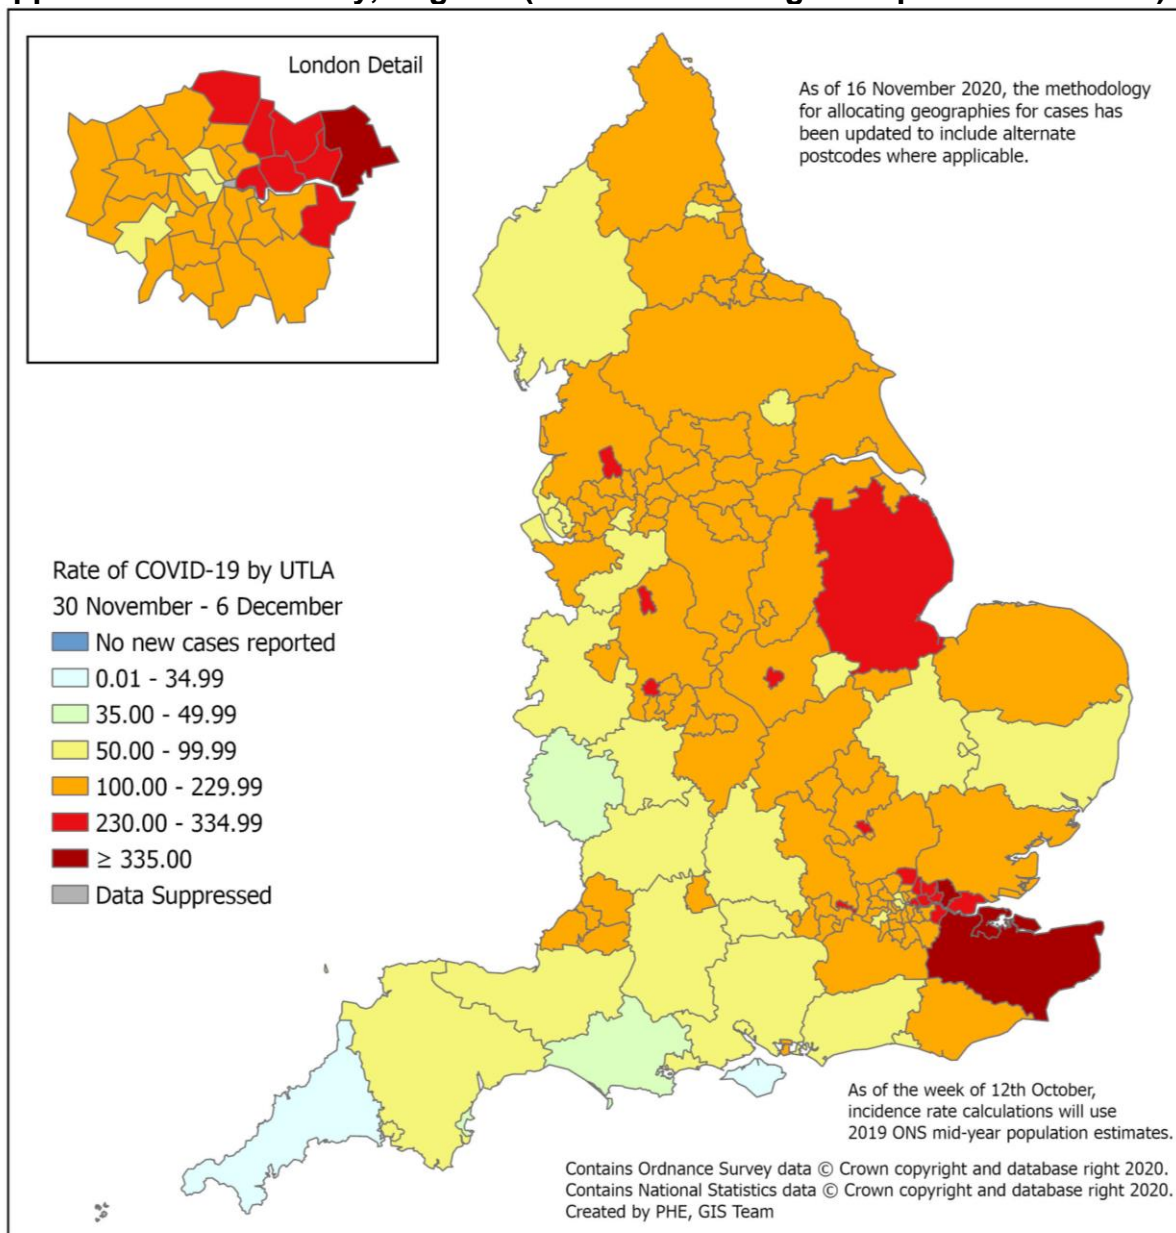 London Detail
As of 16 November 2020, the methodology
for allocating geographies for cases has
been updated to include alternate
postcodes where applicable.
Rate of COVID-19 by UTLA
30 November - 6 December
No new cases reported
0.01 - 34.99
35.00 - 49.99
50.00 - 99.99
100.00 - 229.99
230.00 - 334.99
≥ 335.00
Data Suppressed
As of the week of 12th October,
incidence rate calculations will use
2019 ONS mid-year population estimates.
Contains Ordnance Survey data © Crown copyright and database right 2020.
Contains National Statistics data © Crown copyright and database right 2020.
Created by PHE, GIS Team